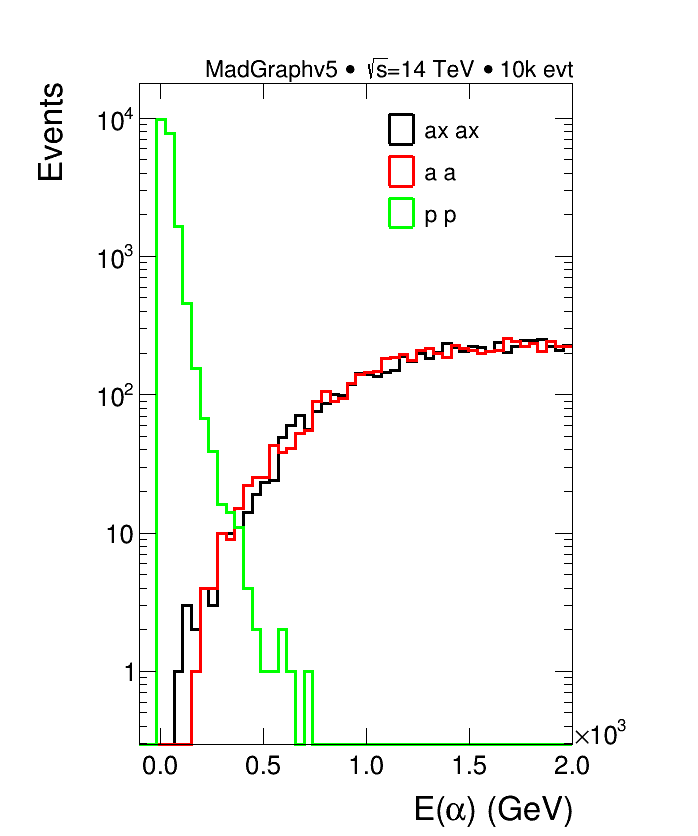 MadGraphv5 • √s=14 TeV • 10k evt
Events
ax ax
a a
p p
10⁴
10³
10²
10
1
0.0 0.5 1.0 1.5 2.0
×10³
E(α) (GeV)